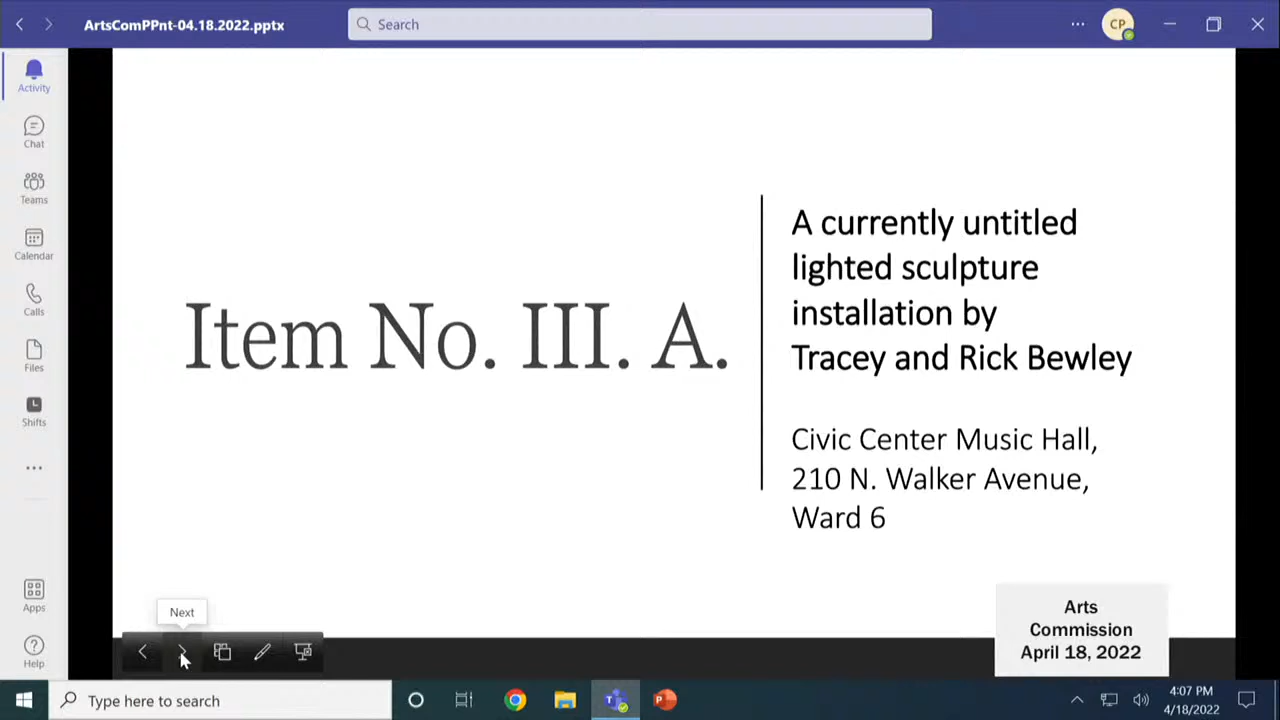 ArtsComPPnt-04.18.2022.pptx
Search
CP
Activity
Chat
Teams
Calendar
Calls
Files
Shifts
Apps
Help
Item No. III. A.
A currently untitled
lighted sculpture
installation by
Tracey and Rick Bewley
Civic Center Music Hall,
210 N. Walker Avenue,
Ward 6
Arts
Commission
April 18, 2022
Next
Type here to search
4:07 PM
4/18/2022